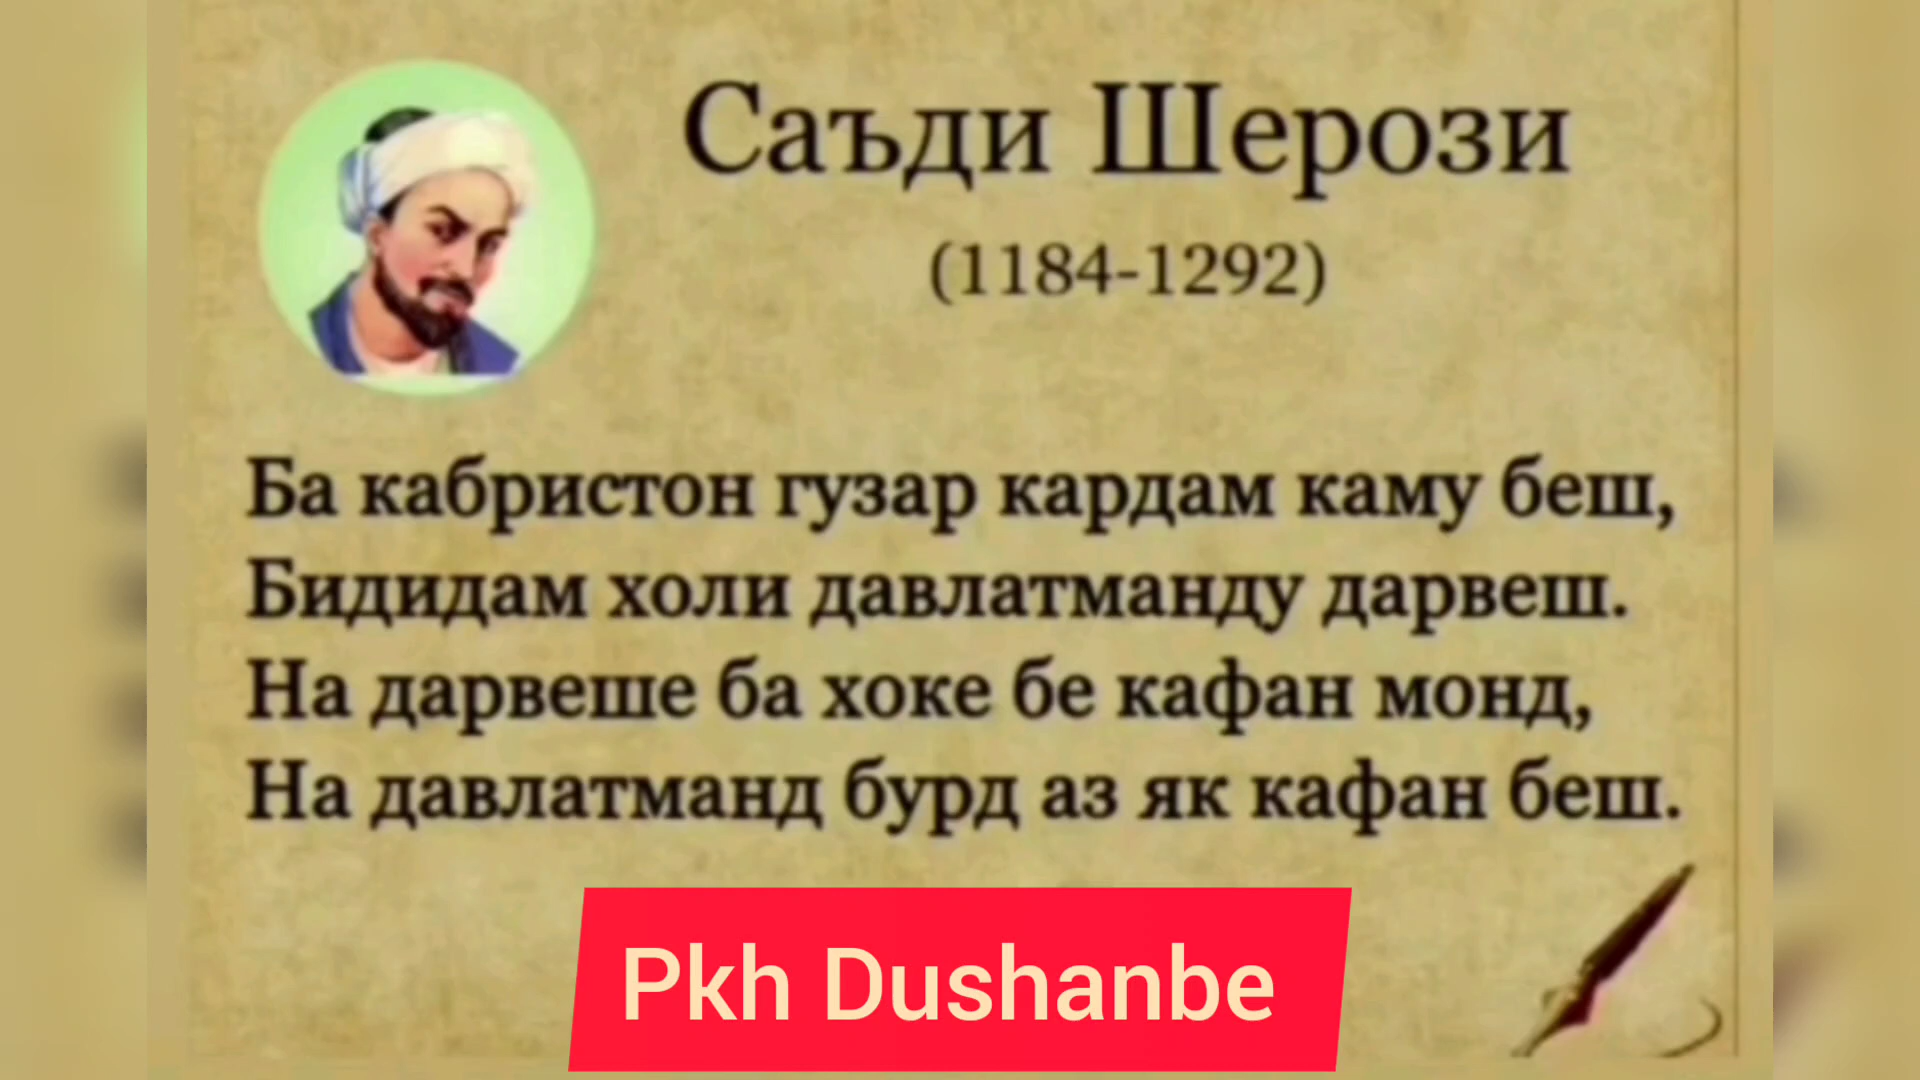 Саъди Шерози
(1184-1292)
Ба кабристон гузар кардам каму беш,
Бидидам холи давлатманду дарвеш.
На дарвеше ба хоке бе кафан монд,
На давлатманд бурд аз як кафан беш.
Pkh Dushanbe